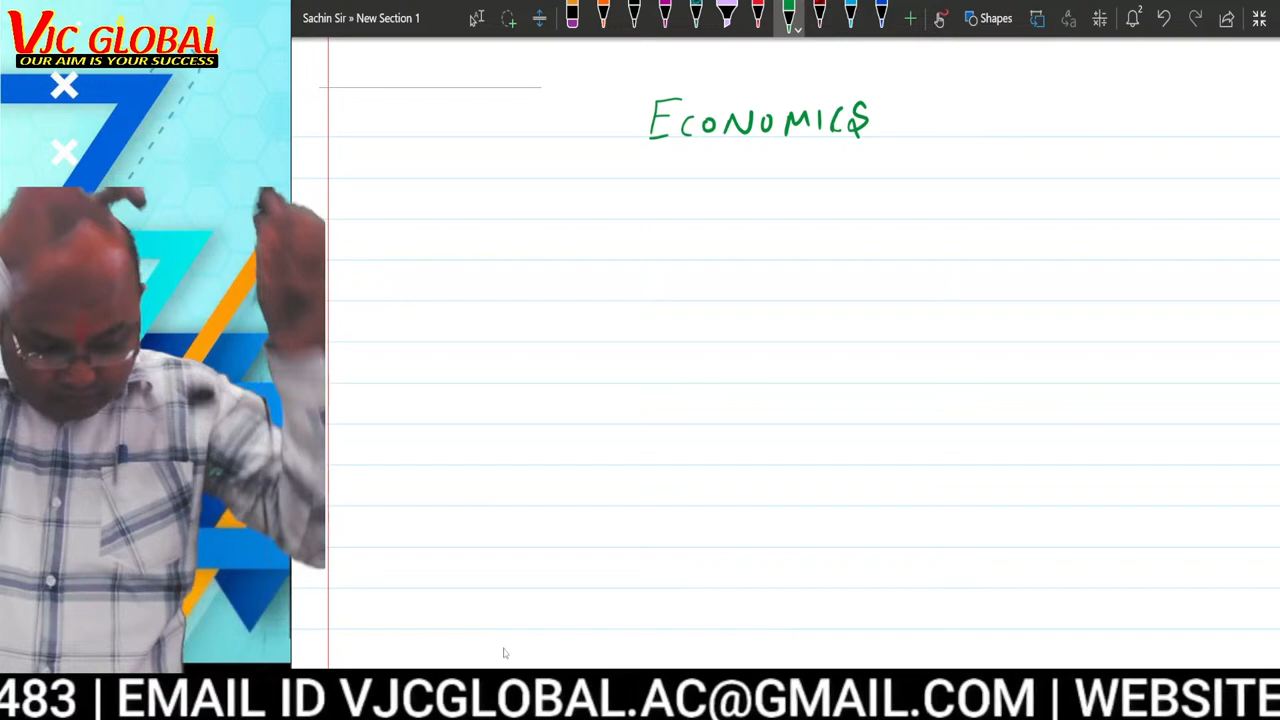 VJC GLOBAL
OUR AIM IS YOUR SUCCESS
Sachin Sir » New Section 1
Shapes
2
ECONOMICS
483 | EMAIL ID VJCGLOBAL.AC@GMAIL.COM | WEBSITE